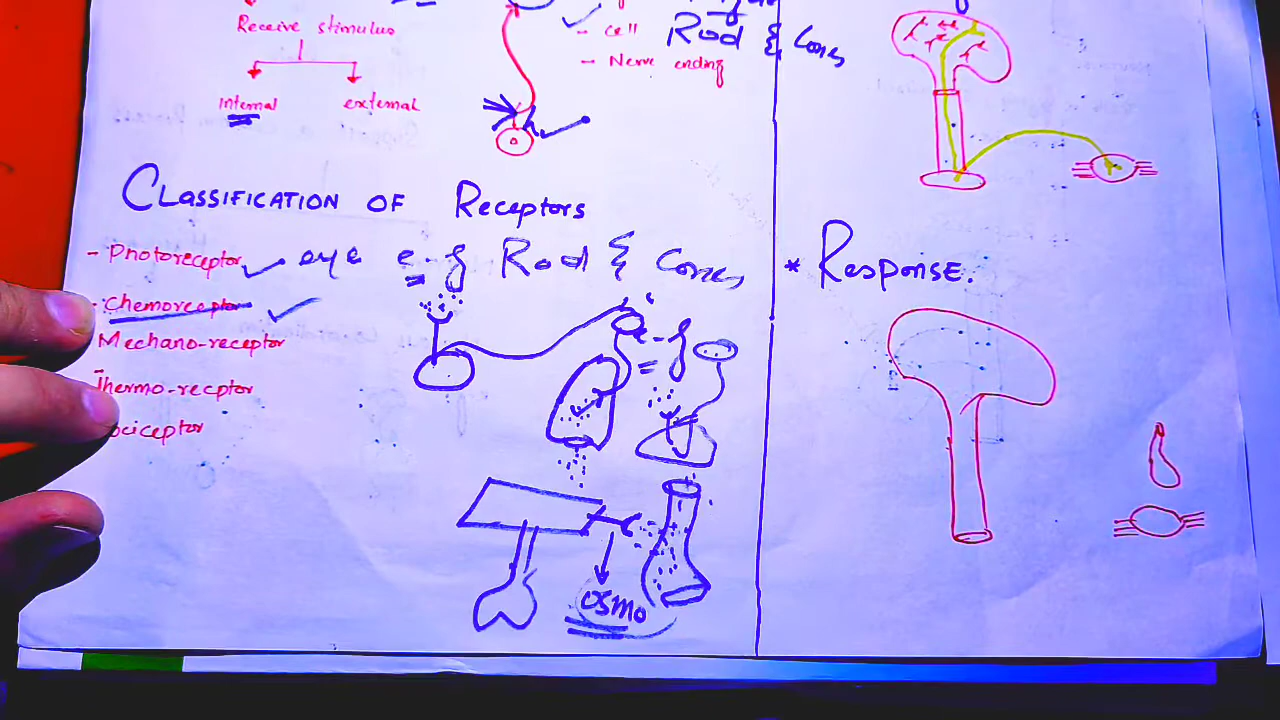 Receive stimulus
Internal external
- cell Rod & Cones
- Nerve ending
CLASSIFICATION OF Receptors
- Photoreceptor eye e.g Rod & Cones
- Chemoreceptor
Mechano-receptor
Thermo-recptor
ociceptor
e.g
OSMO
* Response.